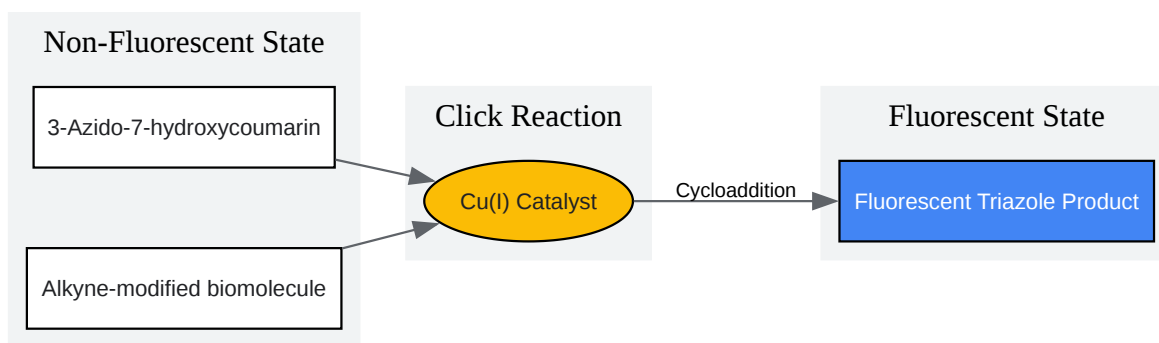 Non-Fluorescent State
3-Azido-7-hydroxycoumarin
Alkyne-modified biomolecule
Click Reaction
Cu(I) Catalyst
Cycloaddition
Fluorescent State
Fluorescent Triazole Product